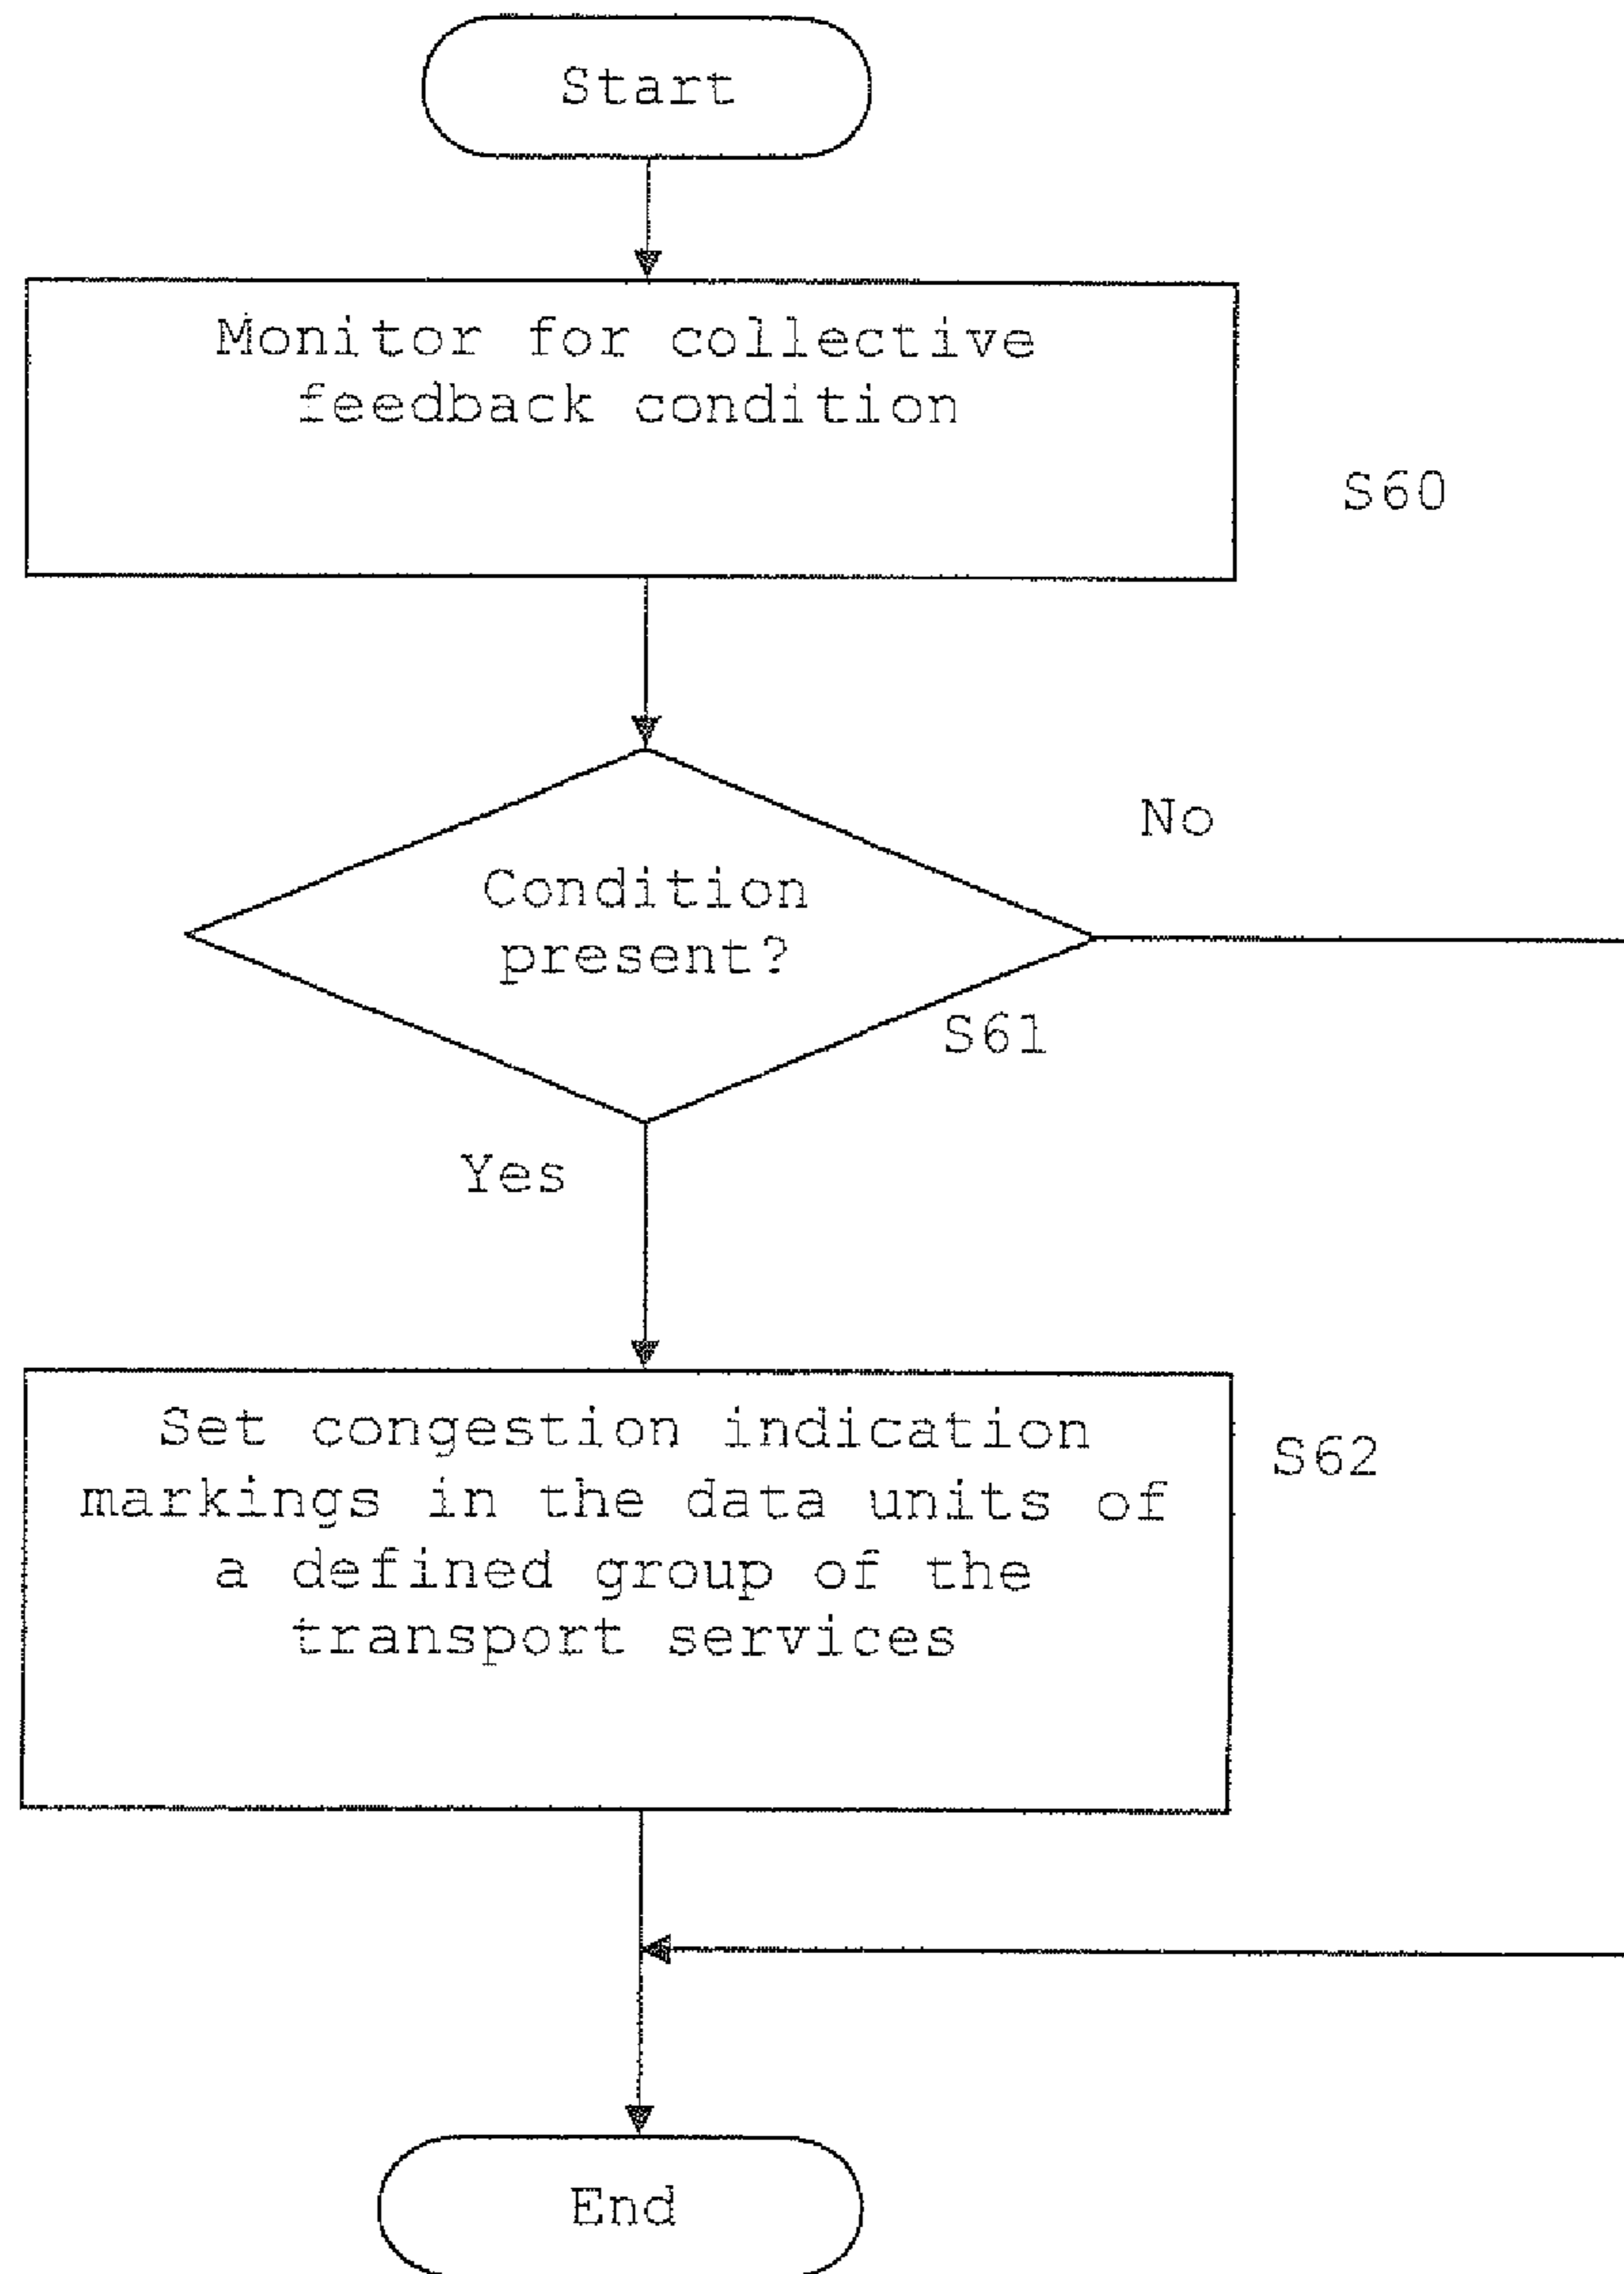 Start
Monitor for collective
feedback condition
S60
No
Condition
present?
S61
Yes
Set congestion indication
markings in the data units of
a defined group of the
transport services
S62
End